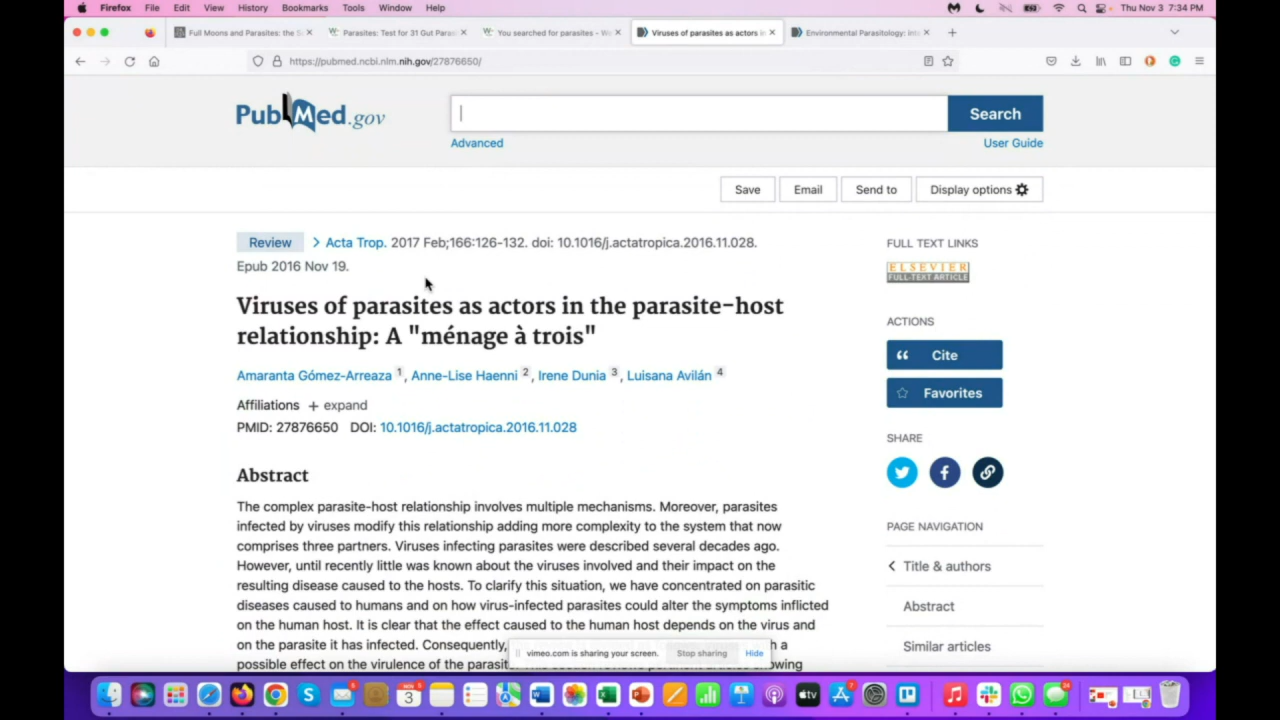 Firefox File Edit View History Bookmarks Tools Window Help Thu Nov 3 7:34 PM
Full Moons and Parasites: the S × Parasites: Test for 31 Gut Paras × You searched for parasites - W × Viruses of parasites as actors in × Environmental Parasitology: int × +
https://pubmed.ncbi.nlm.nih.gov/27876650/
PubMed.gov
Search
Advanced
User Guide
Save Email Send to Display options
Review > Acta Trop. 2017 Feb;166:126-132. doi: 10.1016/j.actatropica.2016.11.028.
Epub 2016 Nov 19.
Viruses of parasites as actors in the parasite-host
relationship: A "ménage à trois"
Amaranta Gómez-Arreaza 1, Anne-Lise Haenni 2, Irene Dunia 3, Luisana Avilán 4
Affiliations + expand
PMID: 27876650 DOI: 10.1016/j.actatropica.2016.11.028
Abstract
The complex parasite-host relationship involves multiple mechanisms. Moreover, parasites
infected by viruses modify this relationship adding more complexity to the system that now
comprises three partners. Viruses infecting parasites were described several decades ago.
However, until recently little was known about the viruses involved and their impact on the
resulting disease caused to the hosts. To clarify this situation, we have concentrated on parasitic
diseases caused to humans and on how virus-infected parasites could alter the symptoms inflicted
on the human host. It is clear that the effect caused to the human host depends on the virus and
on the parasite it has infected. Consequently,
possible effect on the virulence of the parasite
FULL TEXT LINKS
ELSEVIER
FULL-TEXT ARTICLE
ACTIONS
Cite
Favorites
SHARE
PAGE NAVIGATION
< Title & authors
Abstract
Similar articles
vimeo.com is sharing your screen. Stop sharing Hide